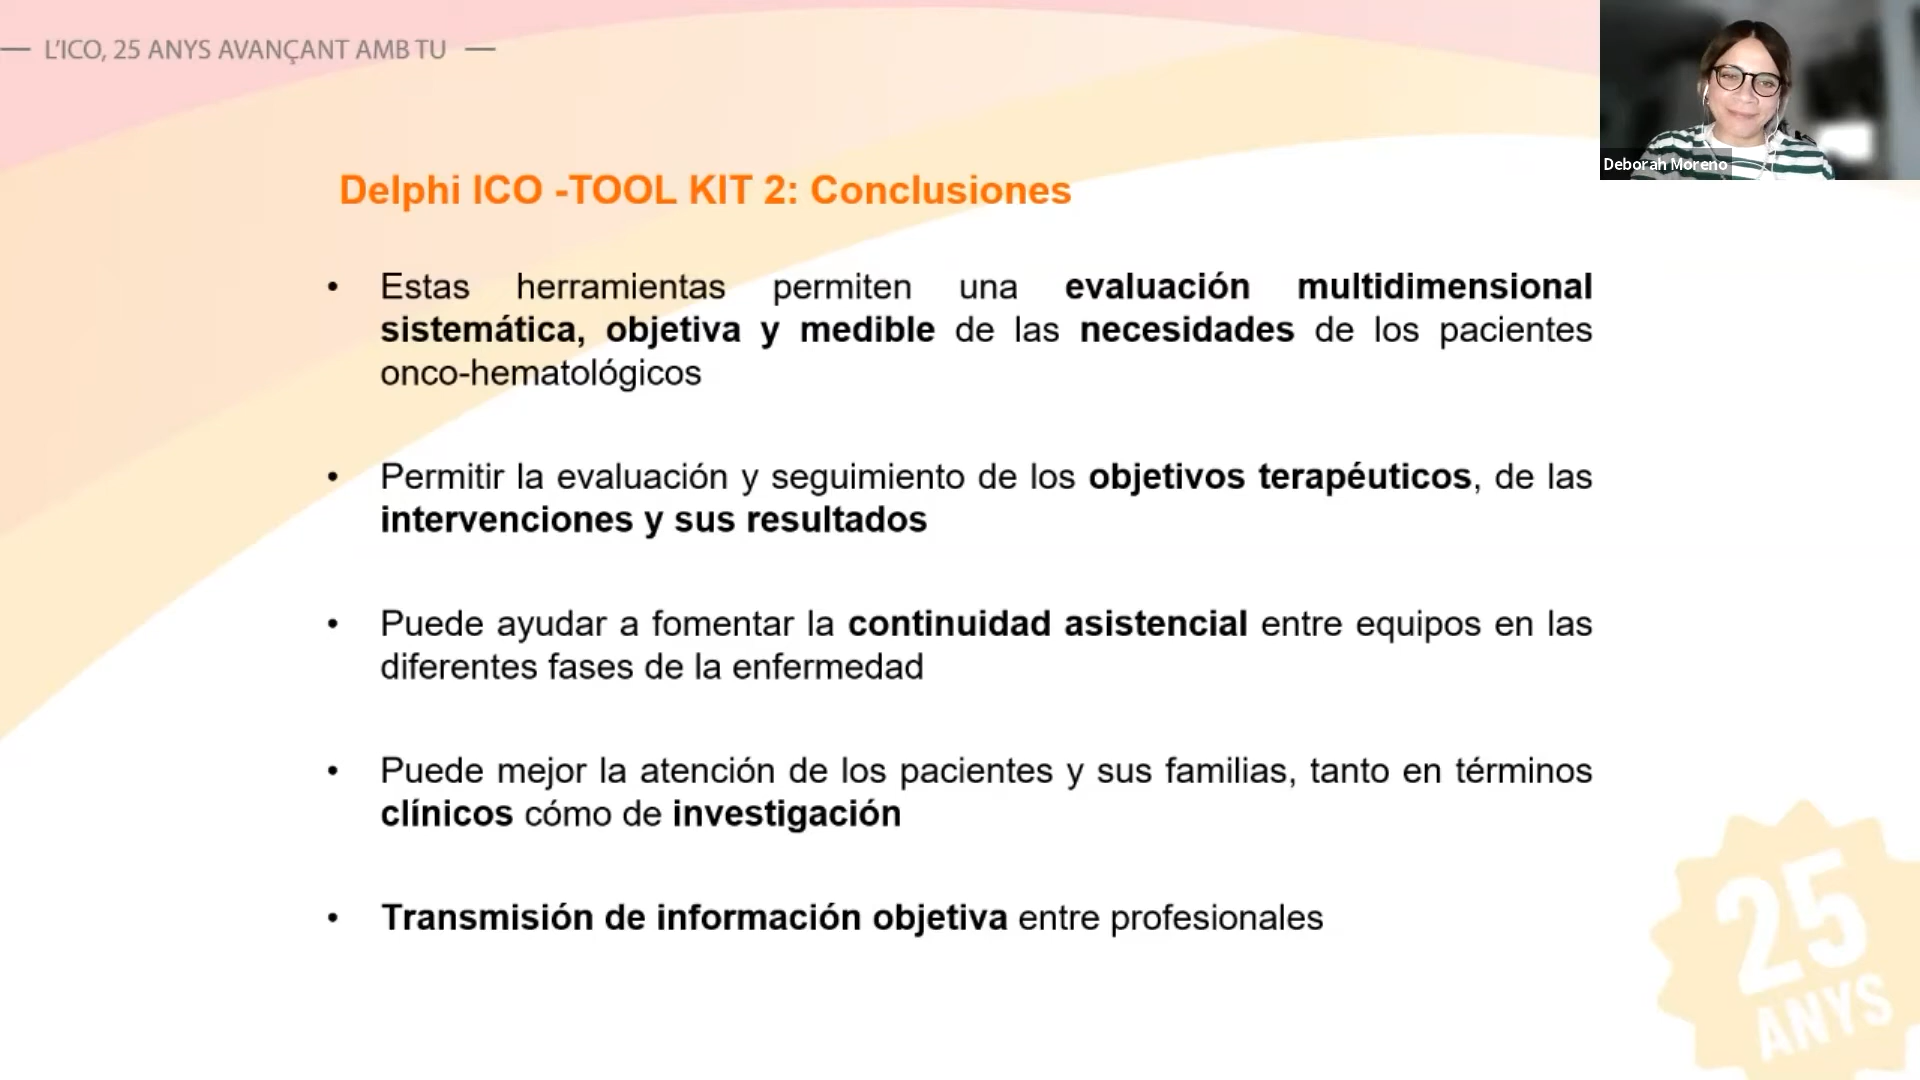 L'ICO, 25 ANYS AVANÇANT AMB TU
Deborah Moreno
Delphi ICO -TOOL KIT 2: Conclusiones
• Estas herramientas permiten una evaluación multidimensional
sistemática, objetiva y medible de las necesidades de los pacientes
onco-hematológicos
• Permitir la evaluación y seguimiento de los objetivos terapéuticos, de las
intervenciones y sus resultados
• Puede ayudar a fomentar la continuidad asistencial entre equipos en las
diferentes fases de la enfermedad
• Puede mejor la atención de los pacientes y sus familias, tanto en términos
clínicos cómo de investigación
• Transmisión de información objetiva entre profesionales
25
ANYS